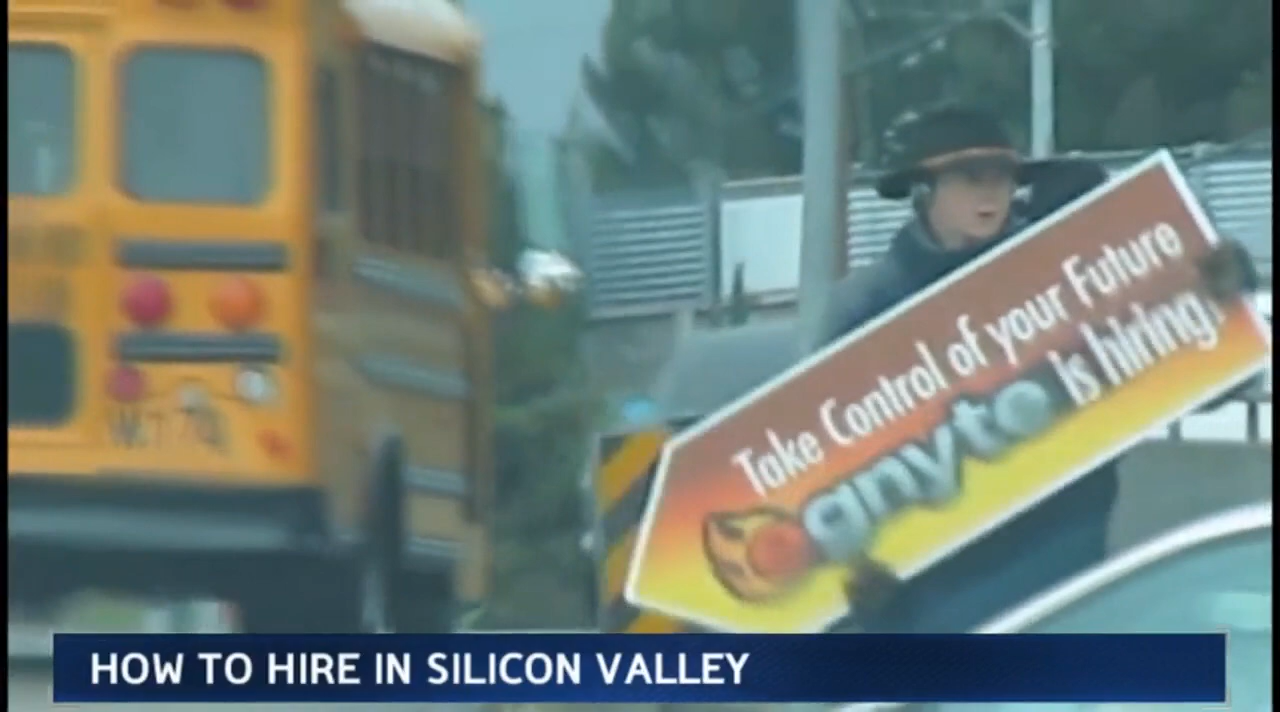 Take Control of your Future
anyto is hiring!
HOW TO HIRE IN SILICON VALLEY